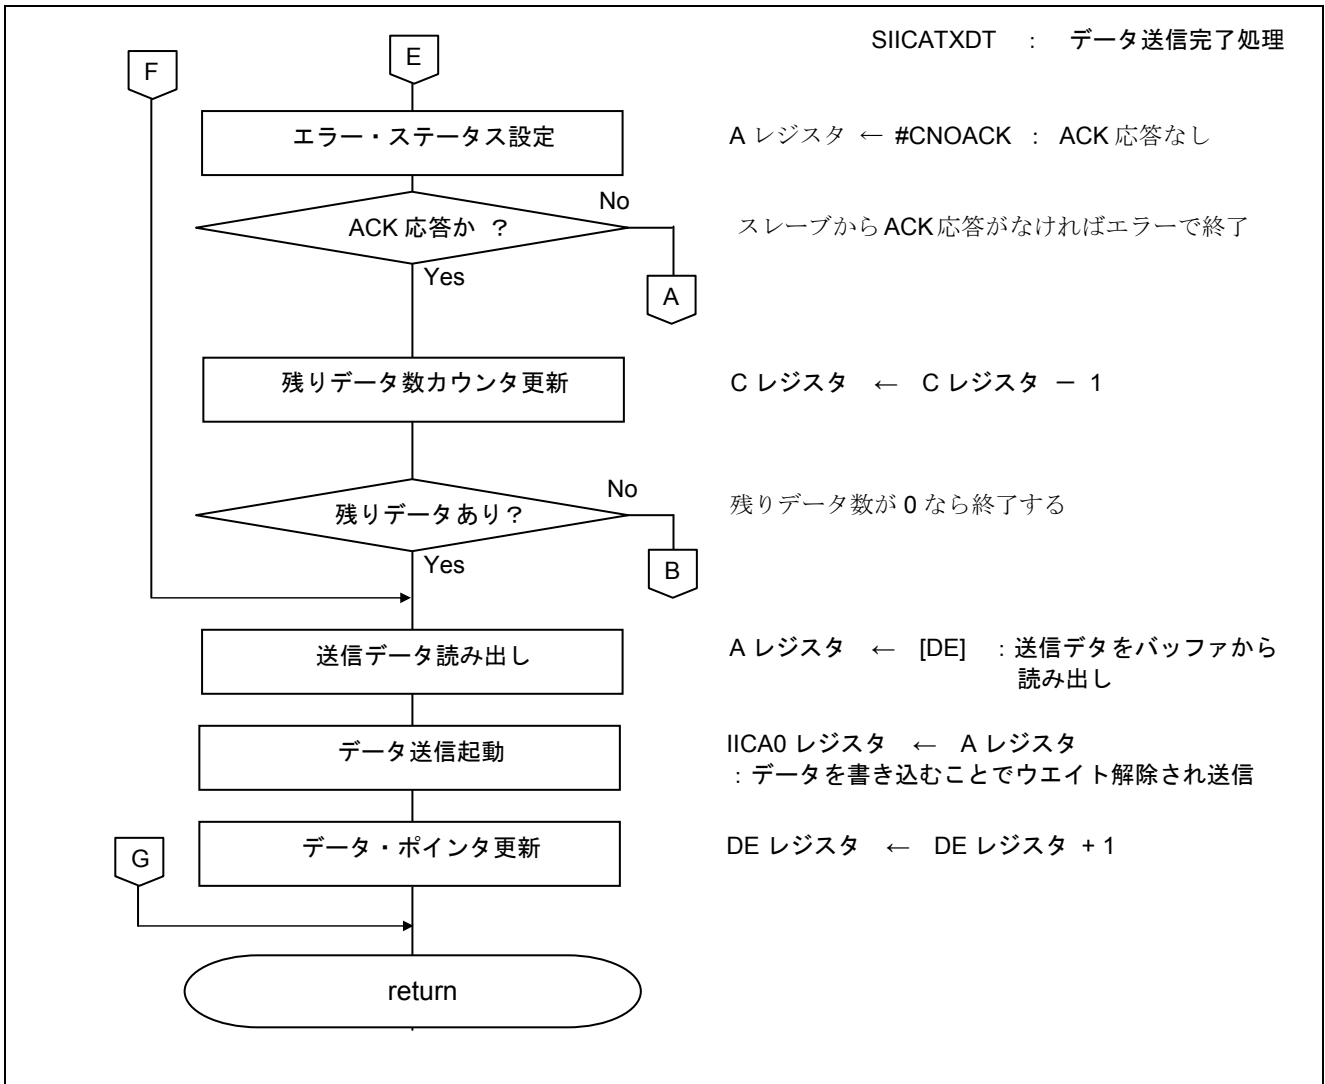 SIICATXDT : データ送信完了処理
F
E
エラー・ステータス設定
A レジスタ ← #CNOACK : ACK 応答なし
ACK 応答か ?
No
スレーブから ACK 応答がなければエラーで終了
Yes
A
残りデータ数カウンタ更新
C レジスタ ← C レジスタ － 1
残りデータあり?
No
残りデータ数が 0 なら終了する
Yes
B
送信データ読み出し
A レジスタ ← [DE] :送信デタをバッファから
読み出し
データ送信起動
IICA0 レジスタ ← A レジスタ
:データを書き込むことでウエイト解除され送信
G
データ・ポインタ更新
DE レジスタ ← DE レジスタ + 1
return